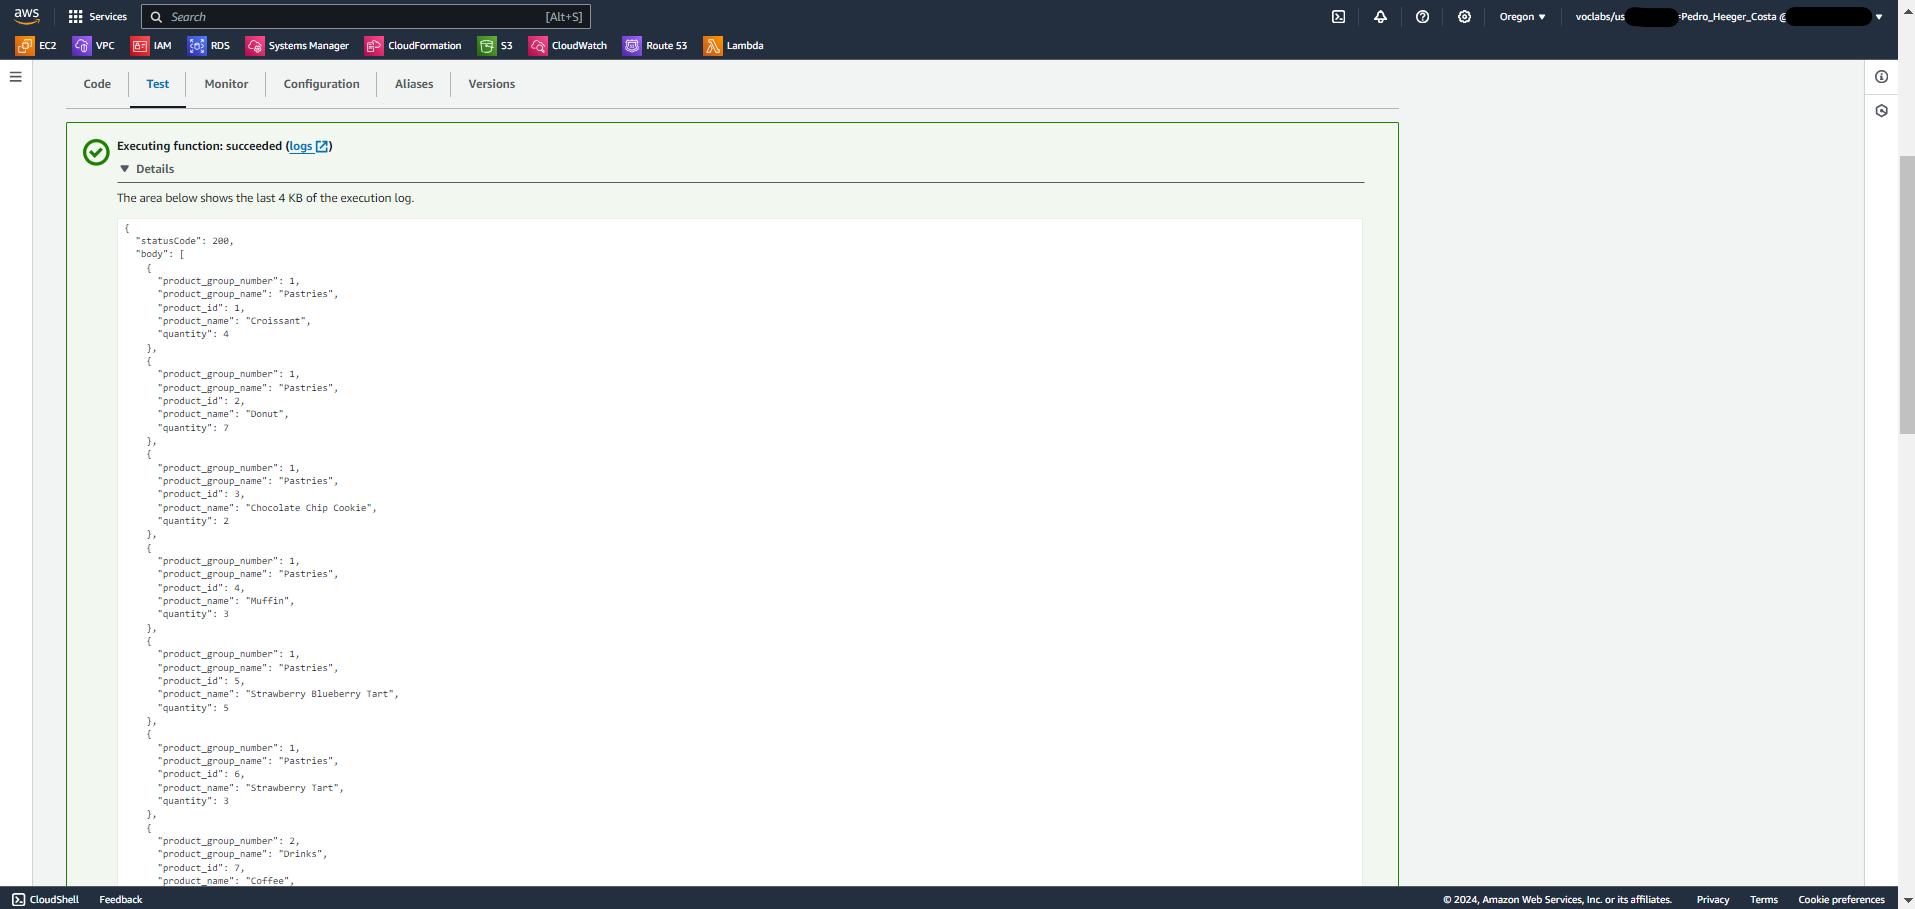 aws Services Search [Alt+S] Oregon ▼ voclabs/us =Pedro_Heeger_Costa @ ▼
EC2 VPC IAM RDS Systems Manager CloudFormation S3 CloudWatch Route 53 Lambda
Code Test Monitor Configuration Aliases Versions
Executing function: succeeded (logs)
▼ Details
The area below shows the last 4 KB of the execution log.
{
"statusCode": 200,
"body": [
{
"product_group_number": 1,
"product_group_name": "Pastries",
"product_id": 1,
"product_name": "Croissant",
"quantity": 4
},
{
"product_group_number": 1,
"product_group_name": "Pastries",
"product_id": 2,
"product_name": "Donut",
"quantity": 7
},
{
"product_group_number": 1,
"product_group_name": "Pastries",
"product_id": 3,
"product_name": "Chocolate Chip Cookie",
"quantity": 2
},
{
"product_group_number": 1,
"product_group_name": "Pastries",
"product_id": 4,
"product_name": "Muffin",
"quantity": 3
},
{
"product_group_number": 1,
"product_group_name": "Pastries",
"product_id": 5,
"product_name": "Strawberry Blueberry Tart",
"quantity": 5
},
{
"product_group_number": 1,
"product_group_name": "Pastries",
"product_id": 6,
"product_name": "Strawberry Tart",
"quantity": 3
},
{
"product_group_number": 2,
"product_group_name": "Drinks",
"product_id": 7,
"product_name": "Coffee",
CloudShell Feedback © 2024, Amazon Web Services, Inc. or its affiliates. Privacy Terms Cookie preferences